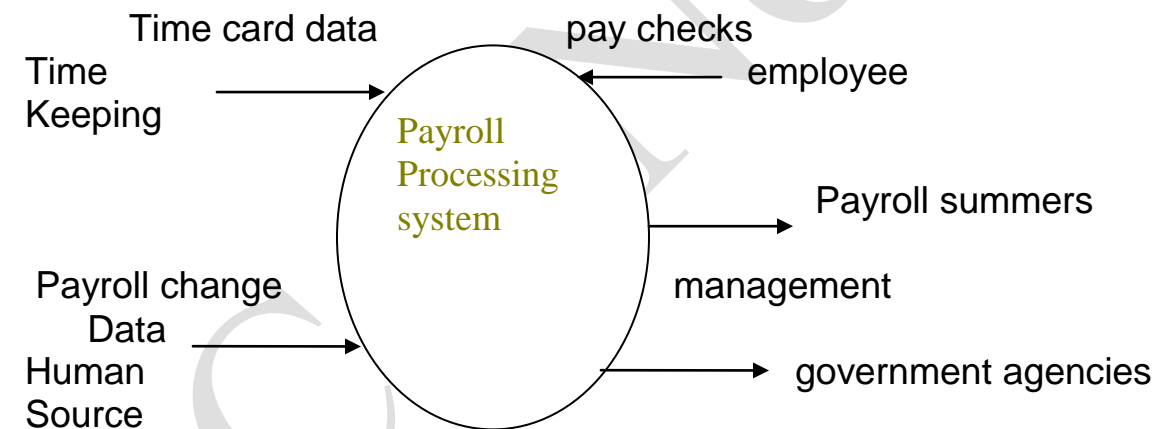 Time card data
pay checks
Time
Keeping
employee
Payroll
Processing
system
Payroll summers
Payroll change
Data
management
Human
Source
government agencies